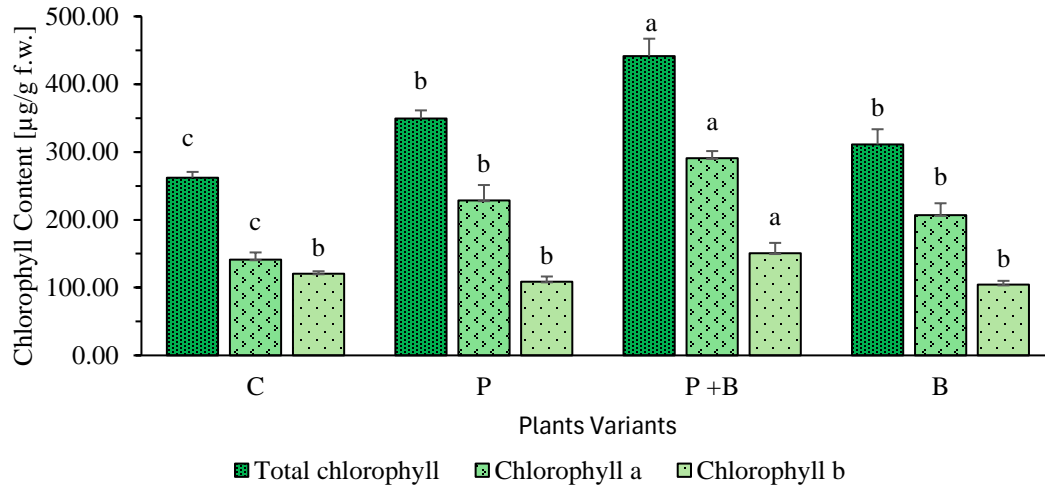 Chlorophyll Content [µg/g f.w.]
500.00
400.00
300.00
200.00
100.00
0.00
c
c
b
b
b
b
a
a
a
b
b
b
C
P
P +B
B
Plants Variants
Total chlorophyll
Chlorophyll a
Chlorophyll b